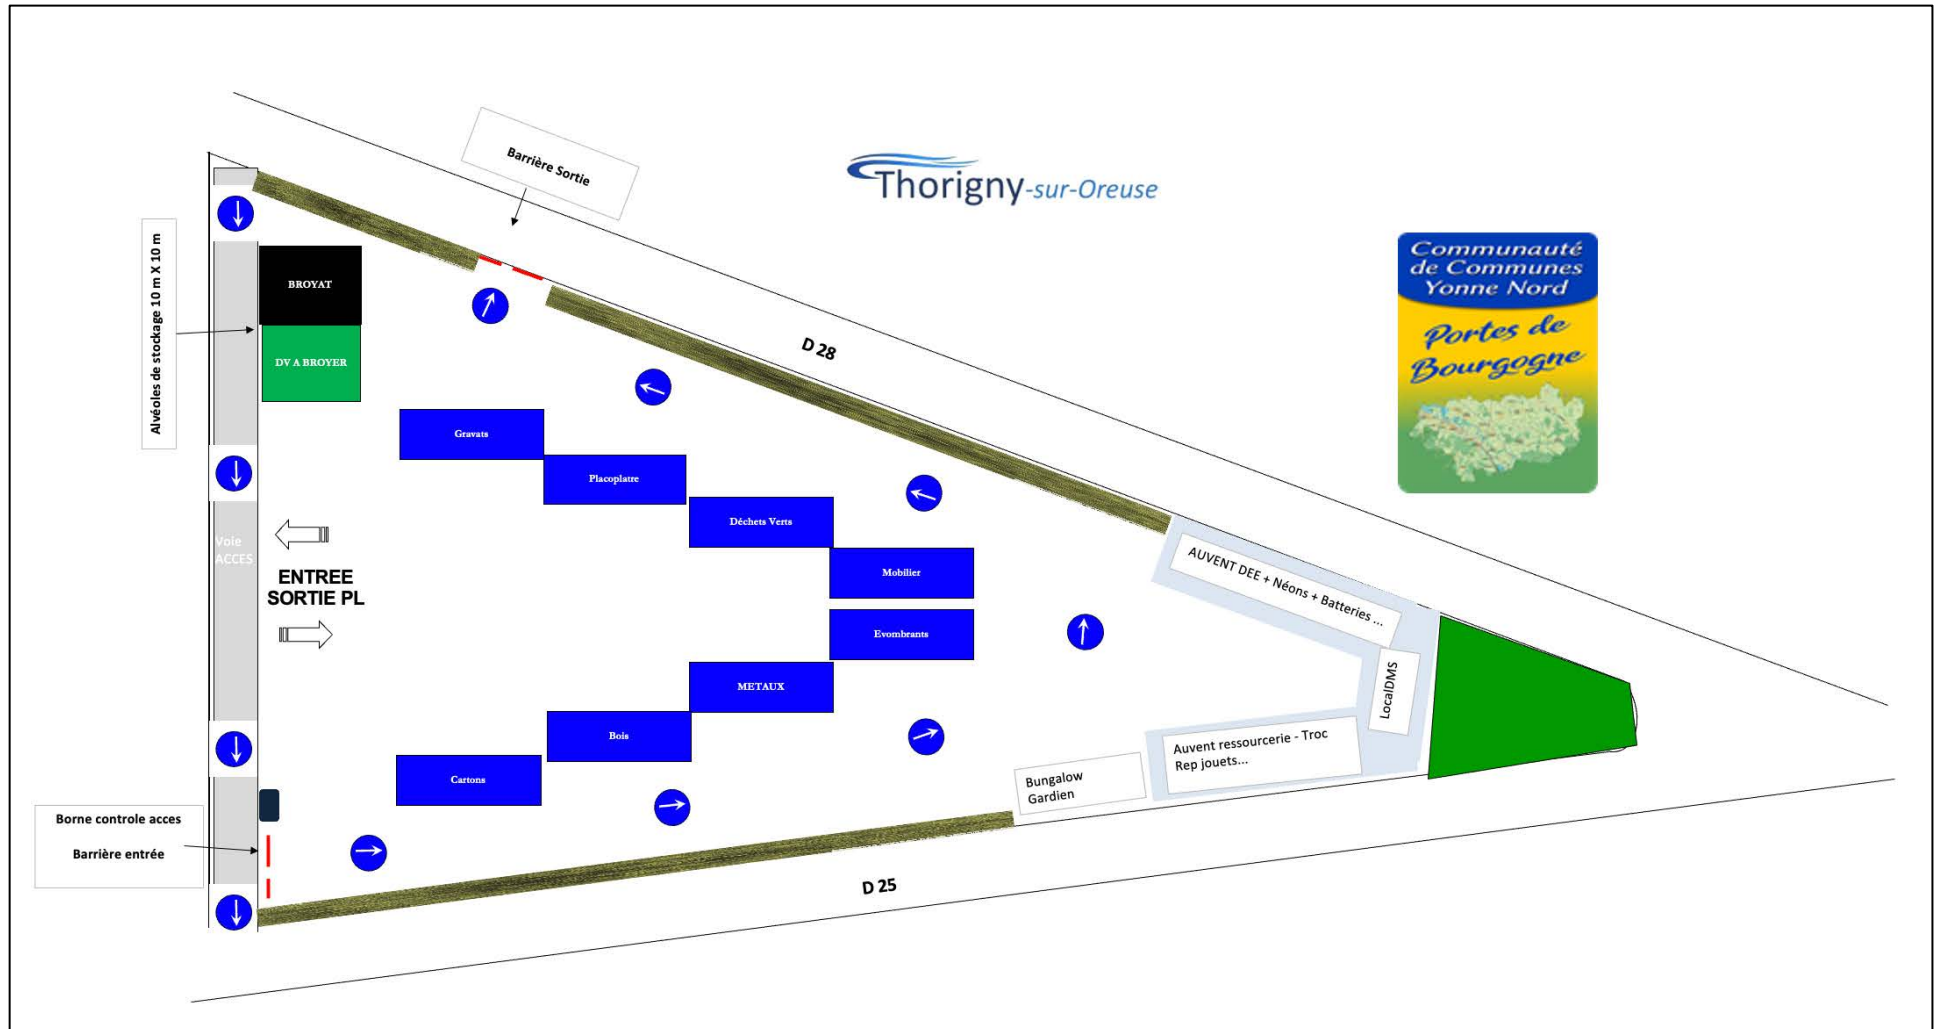 Barrière Sortie
Thorigny-sur-Oreuse
Communauté
de Communes
Yonne Nord
Portes de
Bourgogne
Alvéoles de stockage 10 m X 10 m
BROYAT
DV A BROYER
D 28
Gravats
Placoplatre
Déchets Verts
Mobilier
Evombrants
METAUX
Bois
Cartons
Voie
ACCES
ENTREE
SORTIE PL
AUVENT DEE + Néons + Batteries ...
LocalDMS
Auvent ressourcerie - Troc
Rep jouets...
Bungalow
Gardien
Borne controle acces
Barrière entrée
D 25